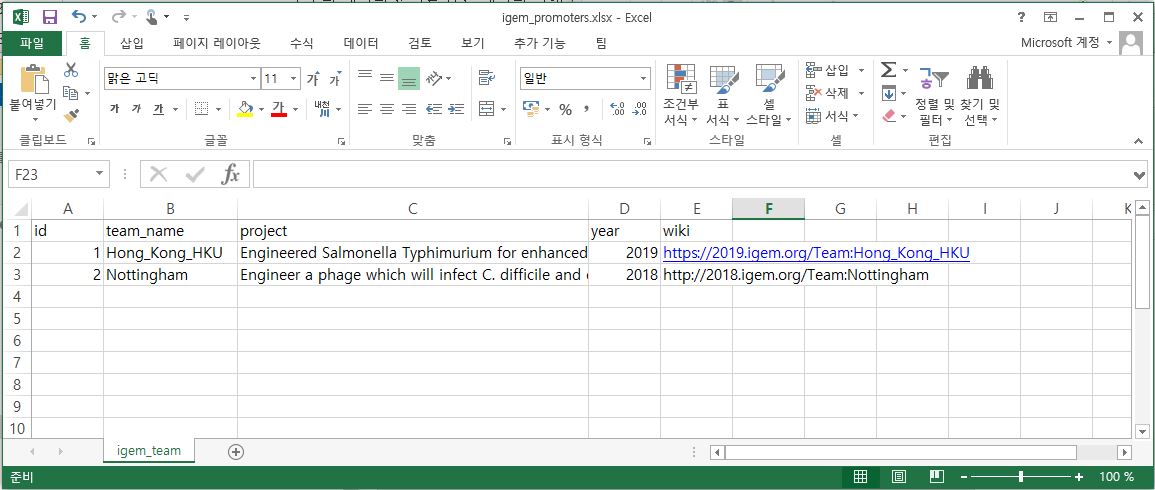 igem_promoters.xlsx - Excel
파일 홈 삽입 페이지 레이아웃 수식 데이터 검토 보기 추가 기능 팀 Microsoft 계정
붙여넣기
맑은 고딕 11 가 가
가 가 가 가 내천
일반
% ,
조건부 서식
표 서식
셀 스타일
삽입
삭제
서식
정렬 및 필터
찾기 및 선택
클립보드 글꼴 맞춤 표시 형식 스타일 셀 편집
F23 fx
A B C D E F G H I J K
1 id team_name project year wiki
2 1 Hong_Kong_HKU Engineered Salmonella Typhimurium for enhanced 2019 https://2019.igem.org/Team:Hong_Kong_HKU
3 2 Nottingham Engineer a phage which will infect C. difficile and 2018 http://2018.igem.org/Team:Nottingham
4
5
6
7
8
9
10
igem_team
준비 100 %